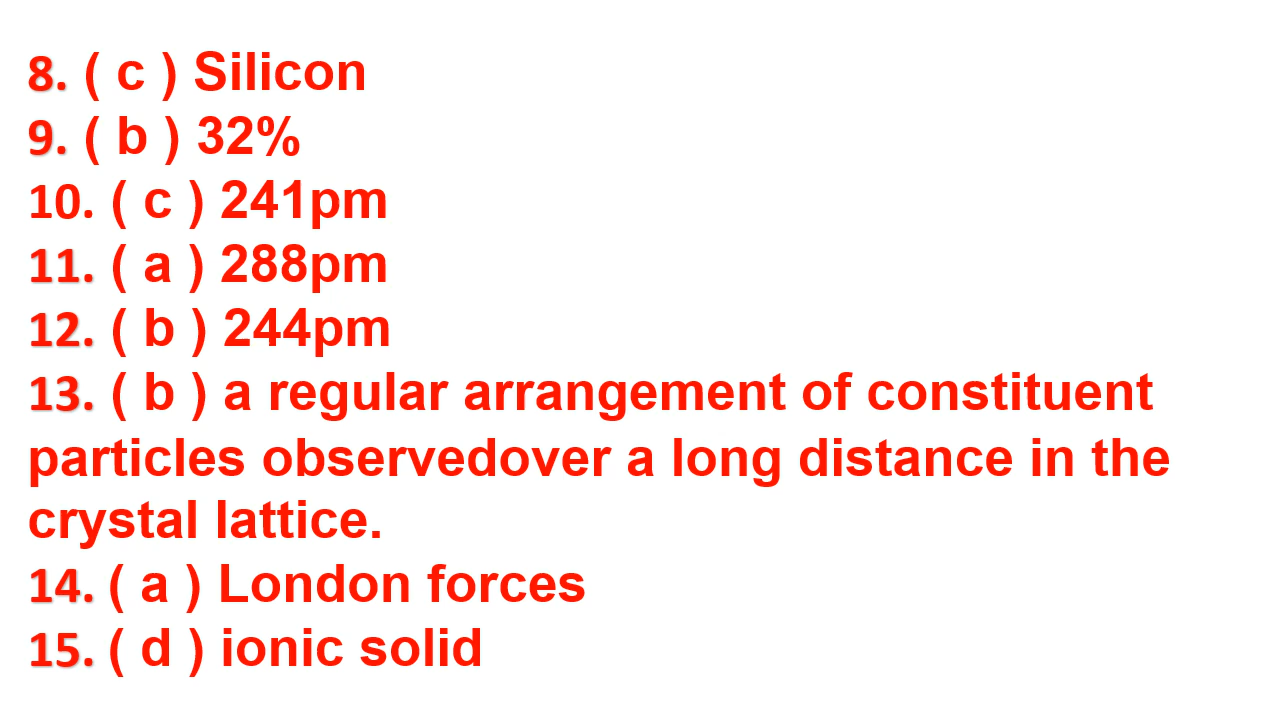 8. ( c ) Silicon
9. ( b ) 32%
10. ( c ) 241pm
11. ( a ) 288pm
12. ( b ) 244pm
13. ( b ) a regular arrangement of constituent
particles observedover a long distance in the
crystal lattice.
14. ( a ) London forces
15. ( d ) ionic solid